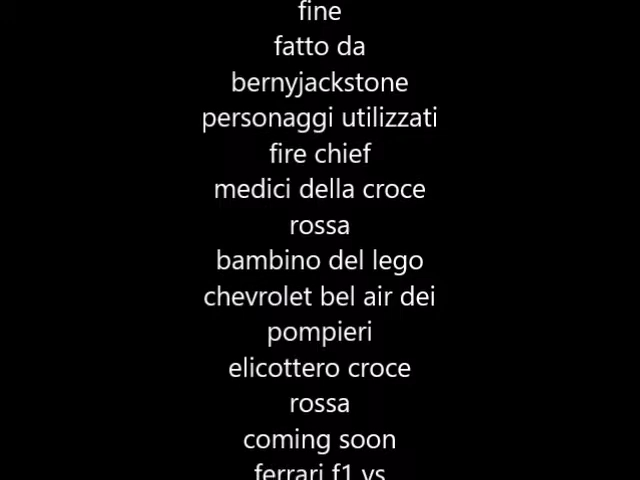 fine
fatto da
bernyjackstone
personaggi utilizzati
fire chief
medici della croce
rossa
bambino del lego
chevrolet bel air dei
pompieri
elicottero croce
rossa
coming soon
ferrari f1 vs